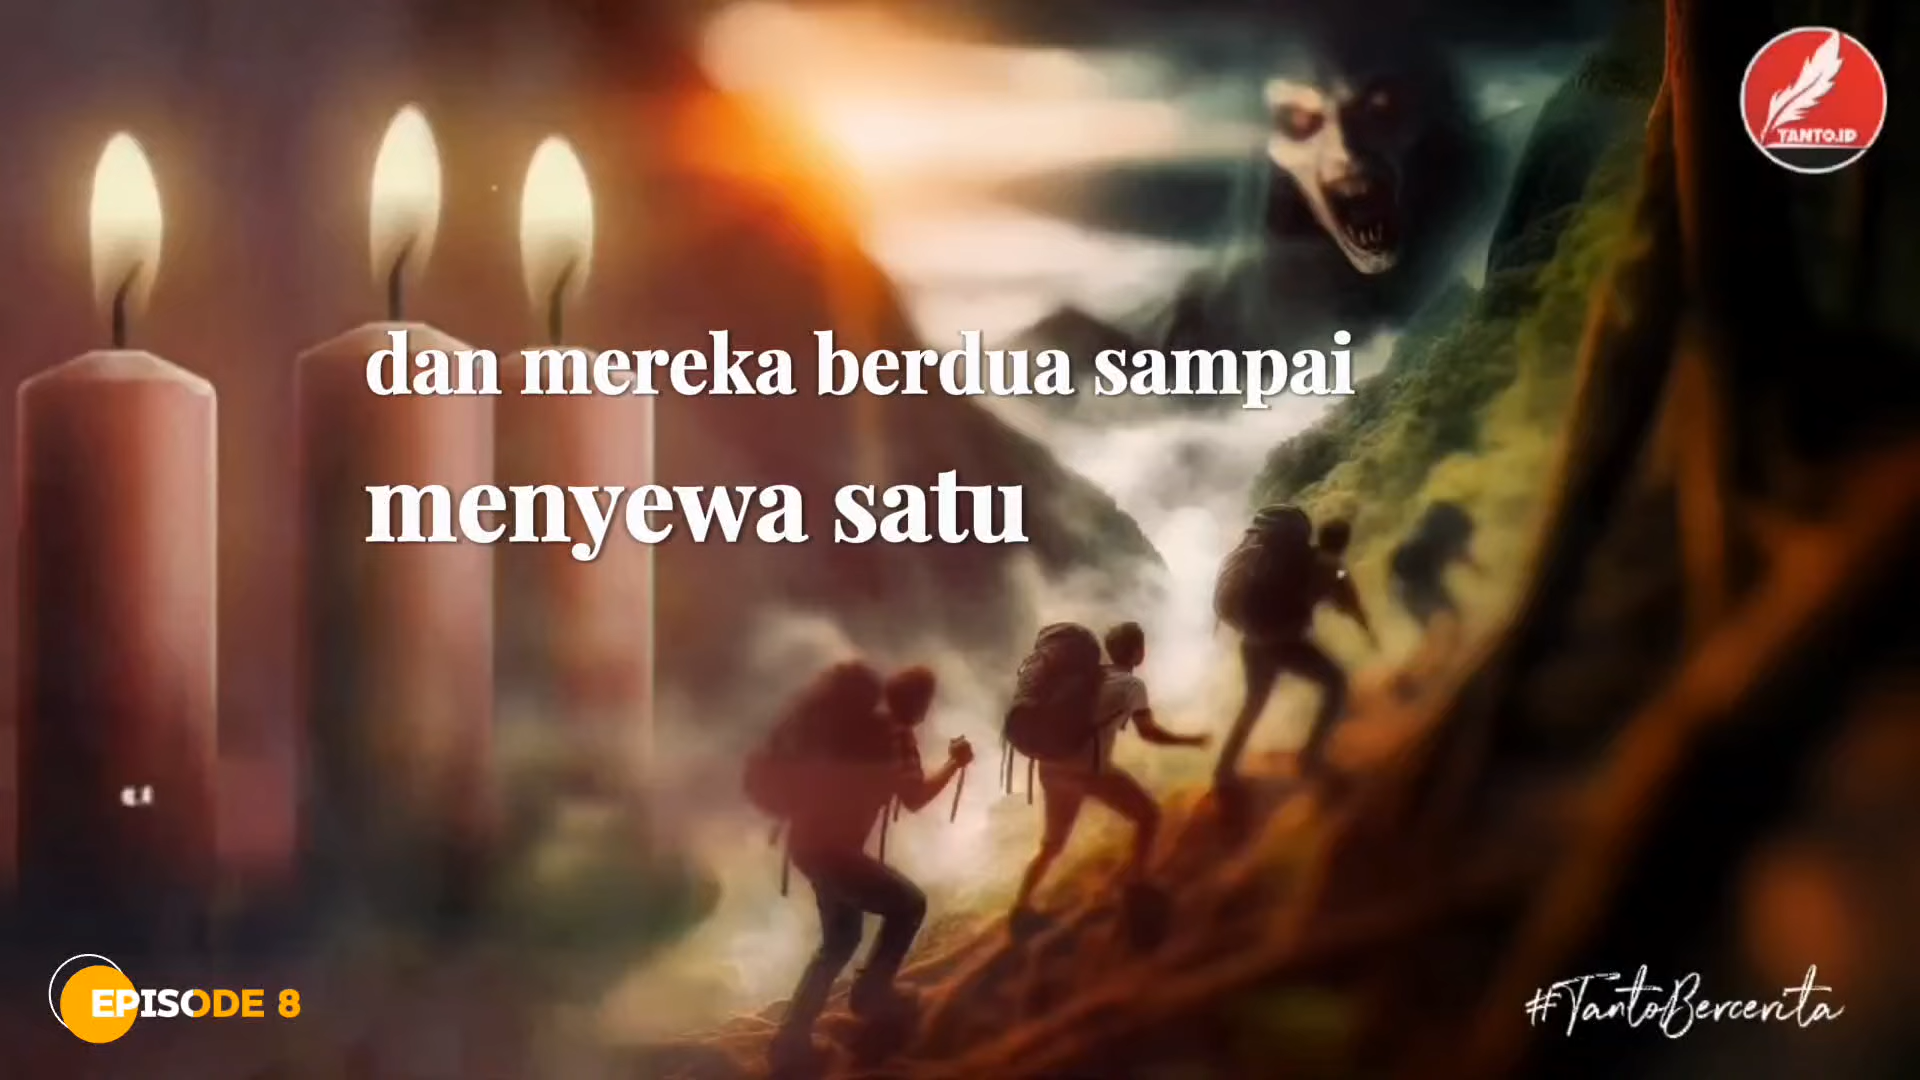 TANTO.ID
dan mereka berdua sampai
menyewa satu
EPISODE 8
#TantoBercerita